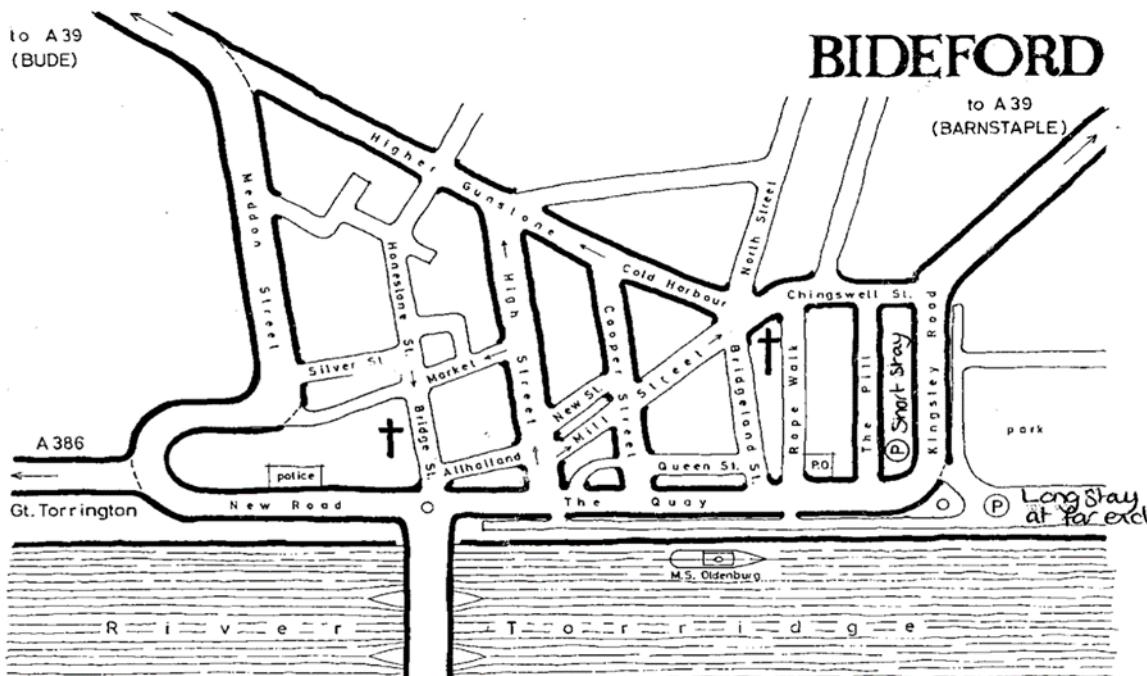 to A39
(BUDE)
BIDEFORD
to A39
(BARNSTAPLE)
Higher Gunstone
Meddon Street
Honestone St.
High Street
Cold Harbour
North Street
Chingswell St.
Kingsley Road
Cooper Street
Silver St.
Market
New St.
Mill Street
Bridgeland St.
Rope Walk
The Pill
P Short Stay
park
A386
Gt. Torrington
police
Bridge St.
Allhalland
Queen St.
P.O.
New Road
The Quay
P Long Stay
at far end
M.S. Oldenburg
River Torridge